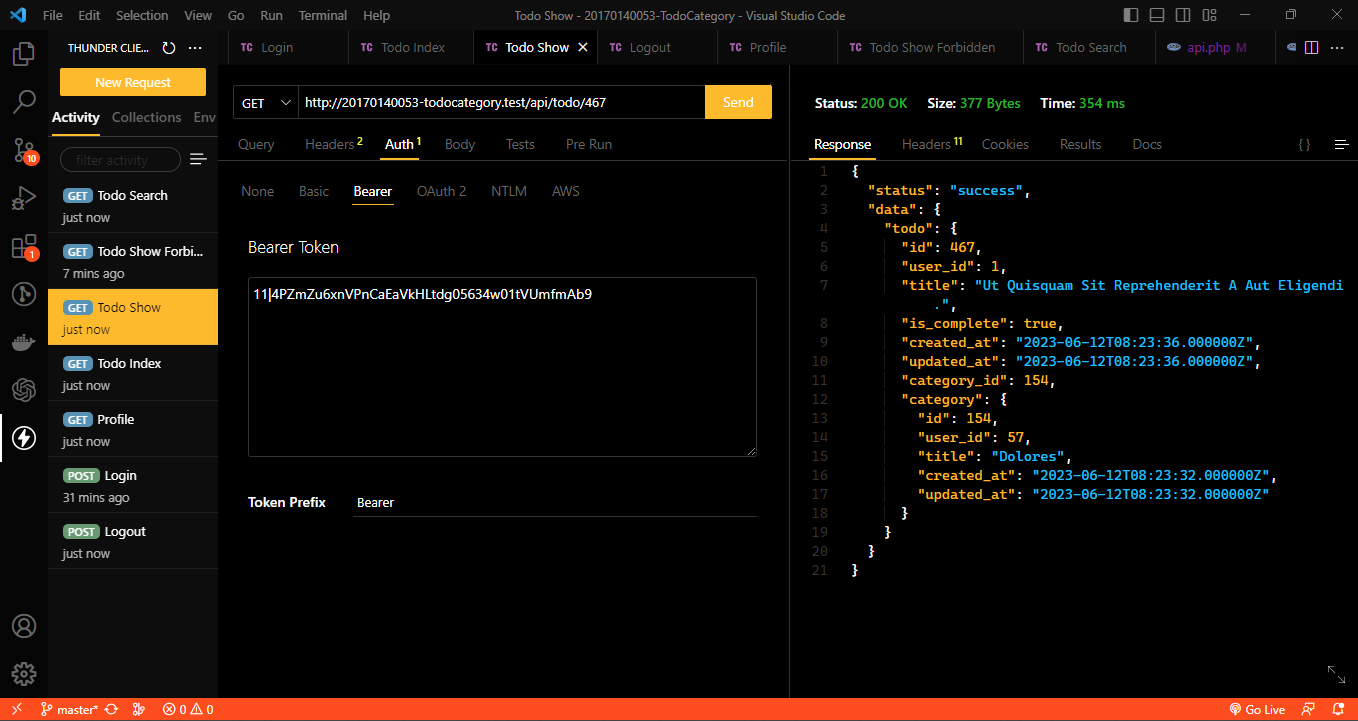 File Edit Selection View Go Run Terminal Help
Todo Show - 20170140053-TodoCategory - Visual Studio Code
THUNDER CLIE...
TC Login
TC Todo Index
TC Todo Show
TC Logout
TC Profile
TC Todo Show Forbidden
TC Todo Search
api.php M
New Request
Activity Collections Env
filter activity
GET Todo Search
just now
GET Todo Show Forbi...
7 mins ago
GET Todo Show
just now
GET Todo Index
just now
GET Profile
just now
POST Login
31 mins ago
POST Logout
just now
10
1
GET http://20170140053-todocategory.test/api/todo/467 Send
Query Headers 2 Auth 1 Body Tests Pre Run
None Basic Bearer OAuth 2 NTLM AWS
Bearer Token
11|4PZmZu6xnVPnCaEaVkHLtdg05634w01tVUmfmAb9
Token Prefix Bearer
Status: 200 OK Size: 377 Bytes Time: 354 ms
Response Headers 11 Cookies Results Docs {}
1 {
2 "status": "success",
3 "data": {
4 "todo": {
5 "id": 467,
6 "user_id": 1,
7 "title": "Ut Quisquam Sit Reprehenderit A Aut Eligendi
.",
8 "is_complete": true,
9 "created_at": "2023-06-12T08:23:36.000000Z",
10 "updated_at": "2023-06-12T08:23:36.000000Z",
11 "category_id": 154,
12 "category": {
13 "id": 154,
14 "user_id": 57,
15 "title": "Dolores",
16 "created_at": "2023-06-12T08:23:32.000000Z",
17 "updated_at": "2023-06-12T08:23:32.000000Z"
18 }
19 }
20 }
21 }
master* 0 0 Go Live